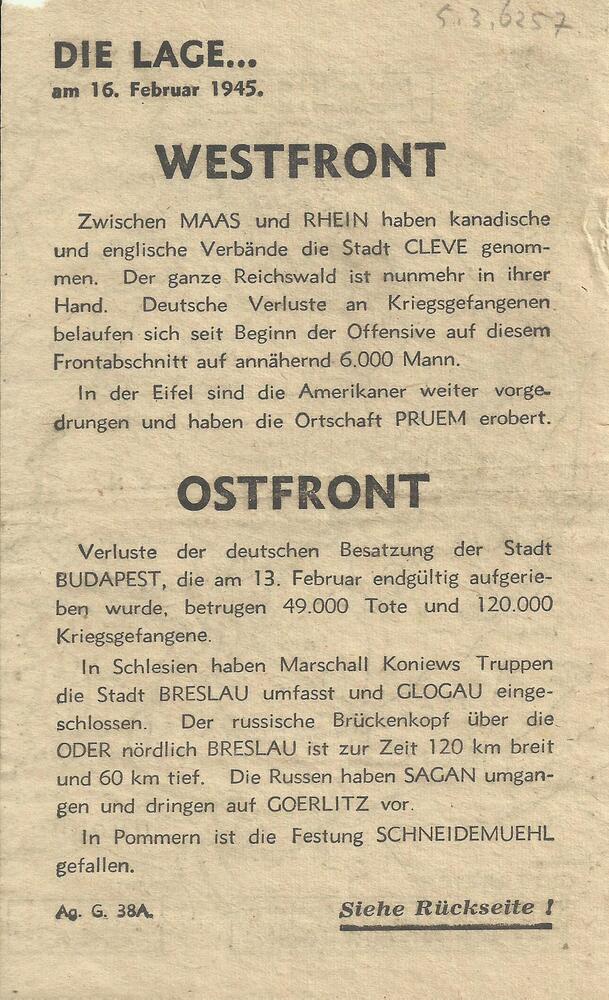 5.3.6257
DIE LAGE...
am 16. Februar 1945.
WESTFRONT
Zwischen MAAS und RHEIN haben kanadische
und englische Verbände die Stadt CLEVE genom-
men. Der ganze Reichswald ist nunmehr in ihrer
Hand. Deutsche Verluste an Kriegsgefangenen
belaufen sich seit Beginn der Offensive auf diesem
Frontabschnitt auf annähernd 6.000 Mann.
In der Eifel sind die Amerikaner weiter vorge-
drungen und haben die Ortschaft PRUEM erobert.
OSTFRONT
Verluste der deutschen Besatzung der Stadt
BUDAPEST, die am 13. Februar endgültig aufgerie-
ben wurde, betrugen 49.000 Tote und 120.000
Kriegsgefangene.
In Schlesien haben Marschall Koniews Truppen
die Stadt BRESLAU umfasst und GLOGAU einge-
schlossen. Der russische Brückenkopf über die
ODER nördlich BRESLAU ist zur Zeit 120 km breit
und 60 km tief. Die Russen haben SAGAN umgan-
gen und dringen auf GOERLITZ vor.
In Pommern ist die Festung SCHNEIDEMUEHL
gefallen.
Ag. G. 38A.
Siehe Rückseite !